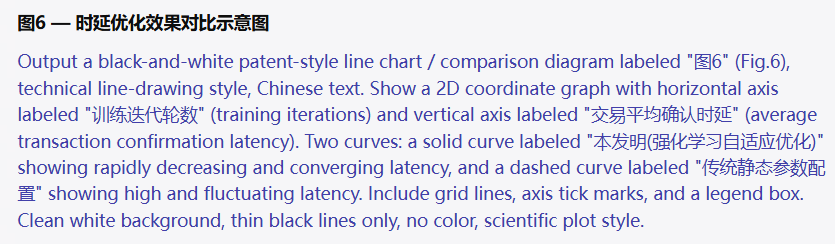 图6 — 时延优化效果对比示意图
Output a black-and-white patent-style line chart / comparison diagram labeled "图6" (Fig.6),
technical line-drawing style, Chinese text. Show a 2D coordinate graph with horizontal axis
labeled "训练迭代轮数" (training iterations) and vertical axis labeled "交易平均确认时延" (average
transaction confirmation latency). Two curves: a solid curve labeled "本发明(强化学习自适应优化)"
showing rapidly decreasing and converging latency, and a dashed curve labeled "传统静态参数配
置" showing high and fluctuating latency. Include grid lines, axis tick marks, and a legend box.
Clean white background, thin black lines only, no color, scientific plot style.